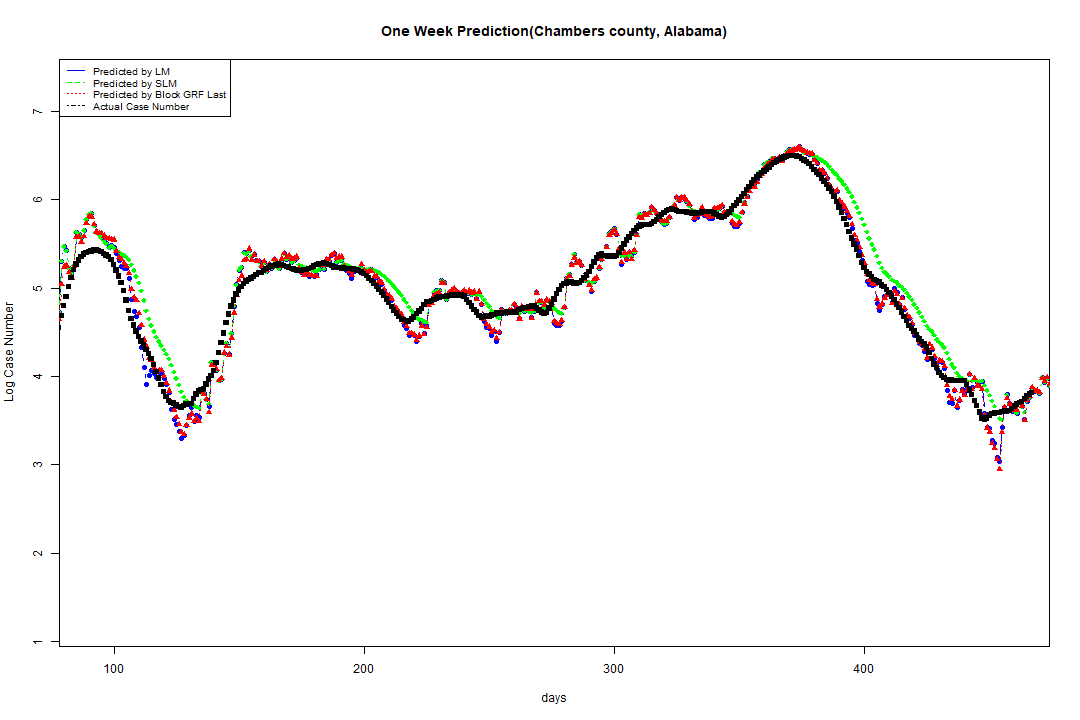 One Week Prediction(Chambers county, Alabama)
Predicted by LM
Predicted by SLM
Predicted by Block GRF Last
Actual Case Number
7
6
5
4
3
2
1
Log Case Number
100 200 300 400
days